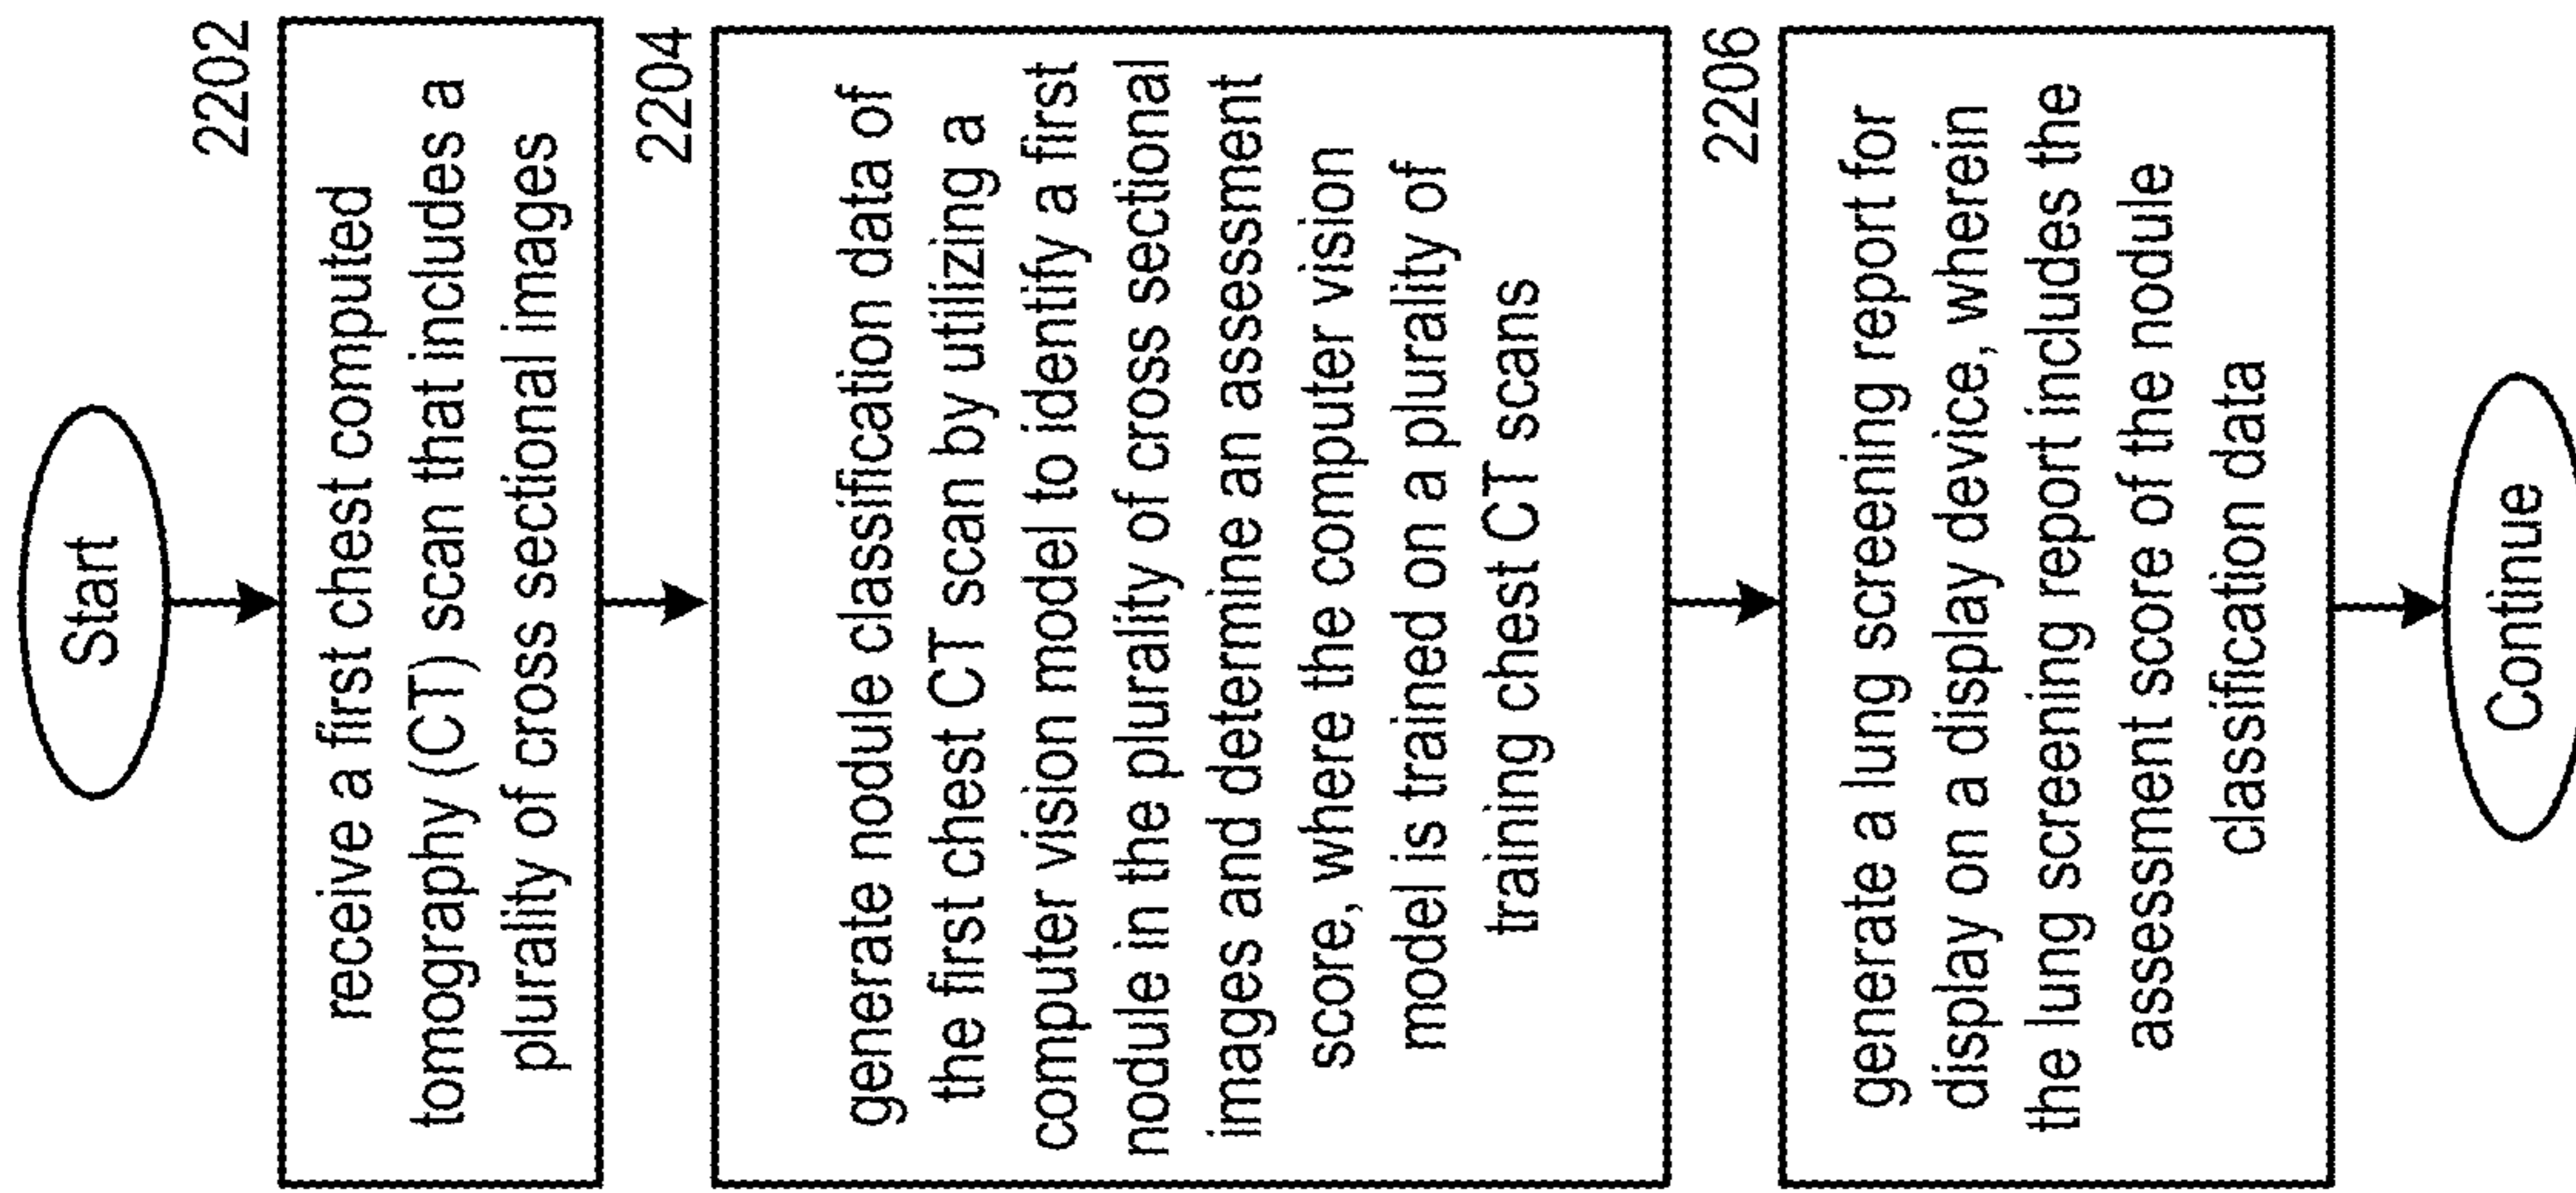 Start
2202
receive a first chest computed
tomography (CT) scan that includes a
plurality of cross sectional images
2204
generate nodule classification data of
the first chest CT scan by utilizing a
computer vision model to identify a first
nodule in the plurality of cross sectional
images and determine an assessment
score, where the computer vision
model is trained on a plurality of
training chest CT scans
2206
generate a lung screening report for
display on a display device, wherein
the lung screening report includes the
assessment score of the nodule
classification data
Continue